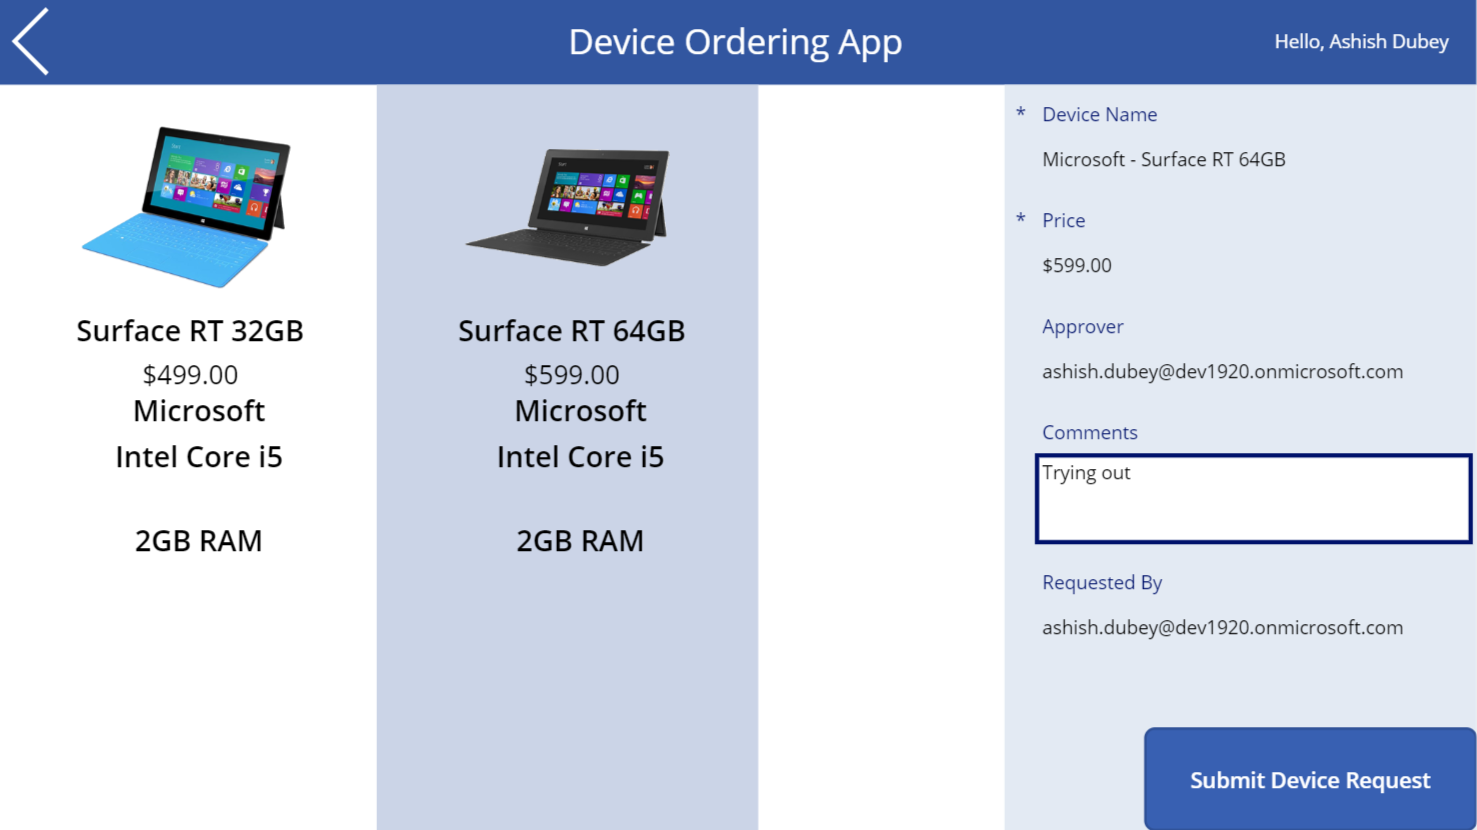 Device Ordering App
Hello, Ashish Dubey
Surface RT 32GB
$499.00
Microsoft
Intel Core i5
2GB RAM
Surface RT 64GB
$599.00
Microsoft
Intel Core i5
2GB RAM
* Device Name
Microsoft - Surface RT 64GB
* Price
$599.00
Approver
ashish.dubey@dev1920.onmicrosoft.com
Comments
Trying out
Requested By
ashish.dubey@dev1920.onmicrosoft.com
Submit Device Request